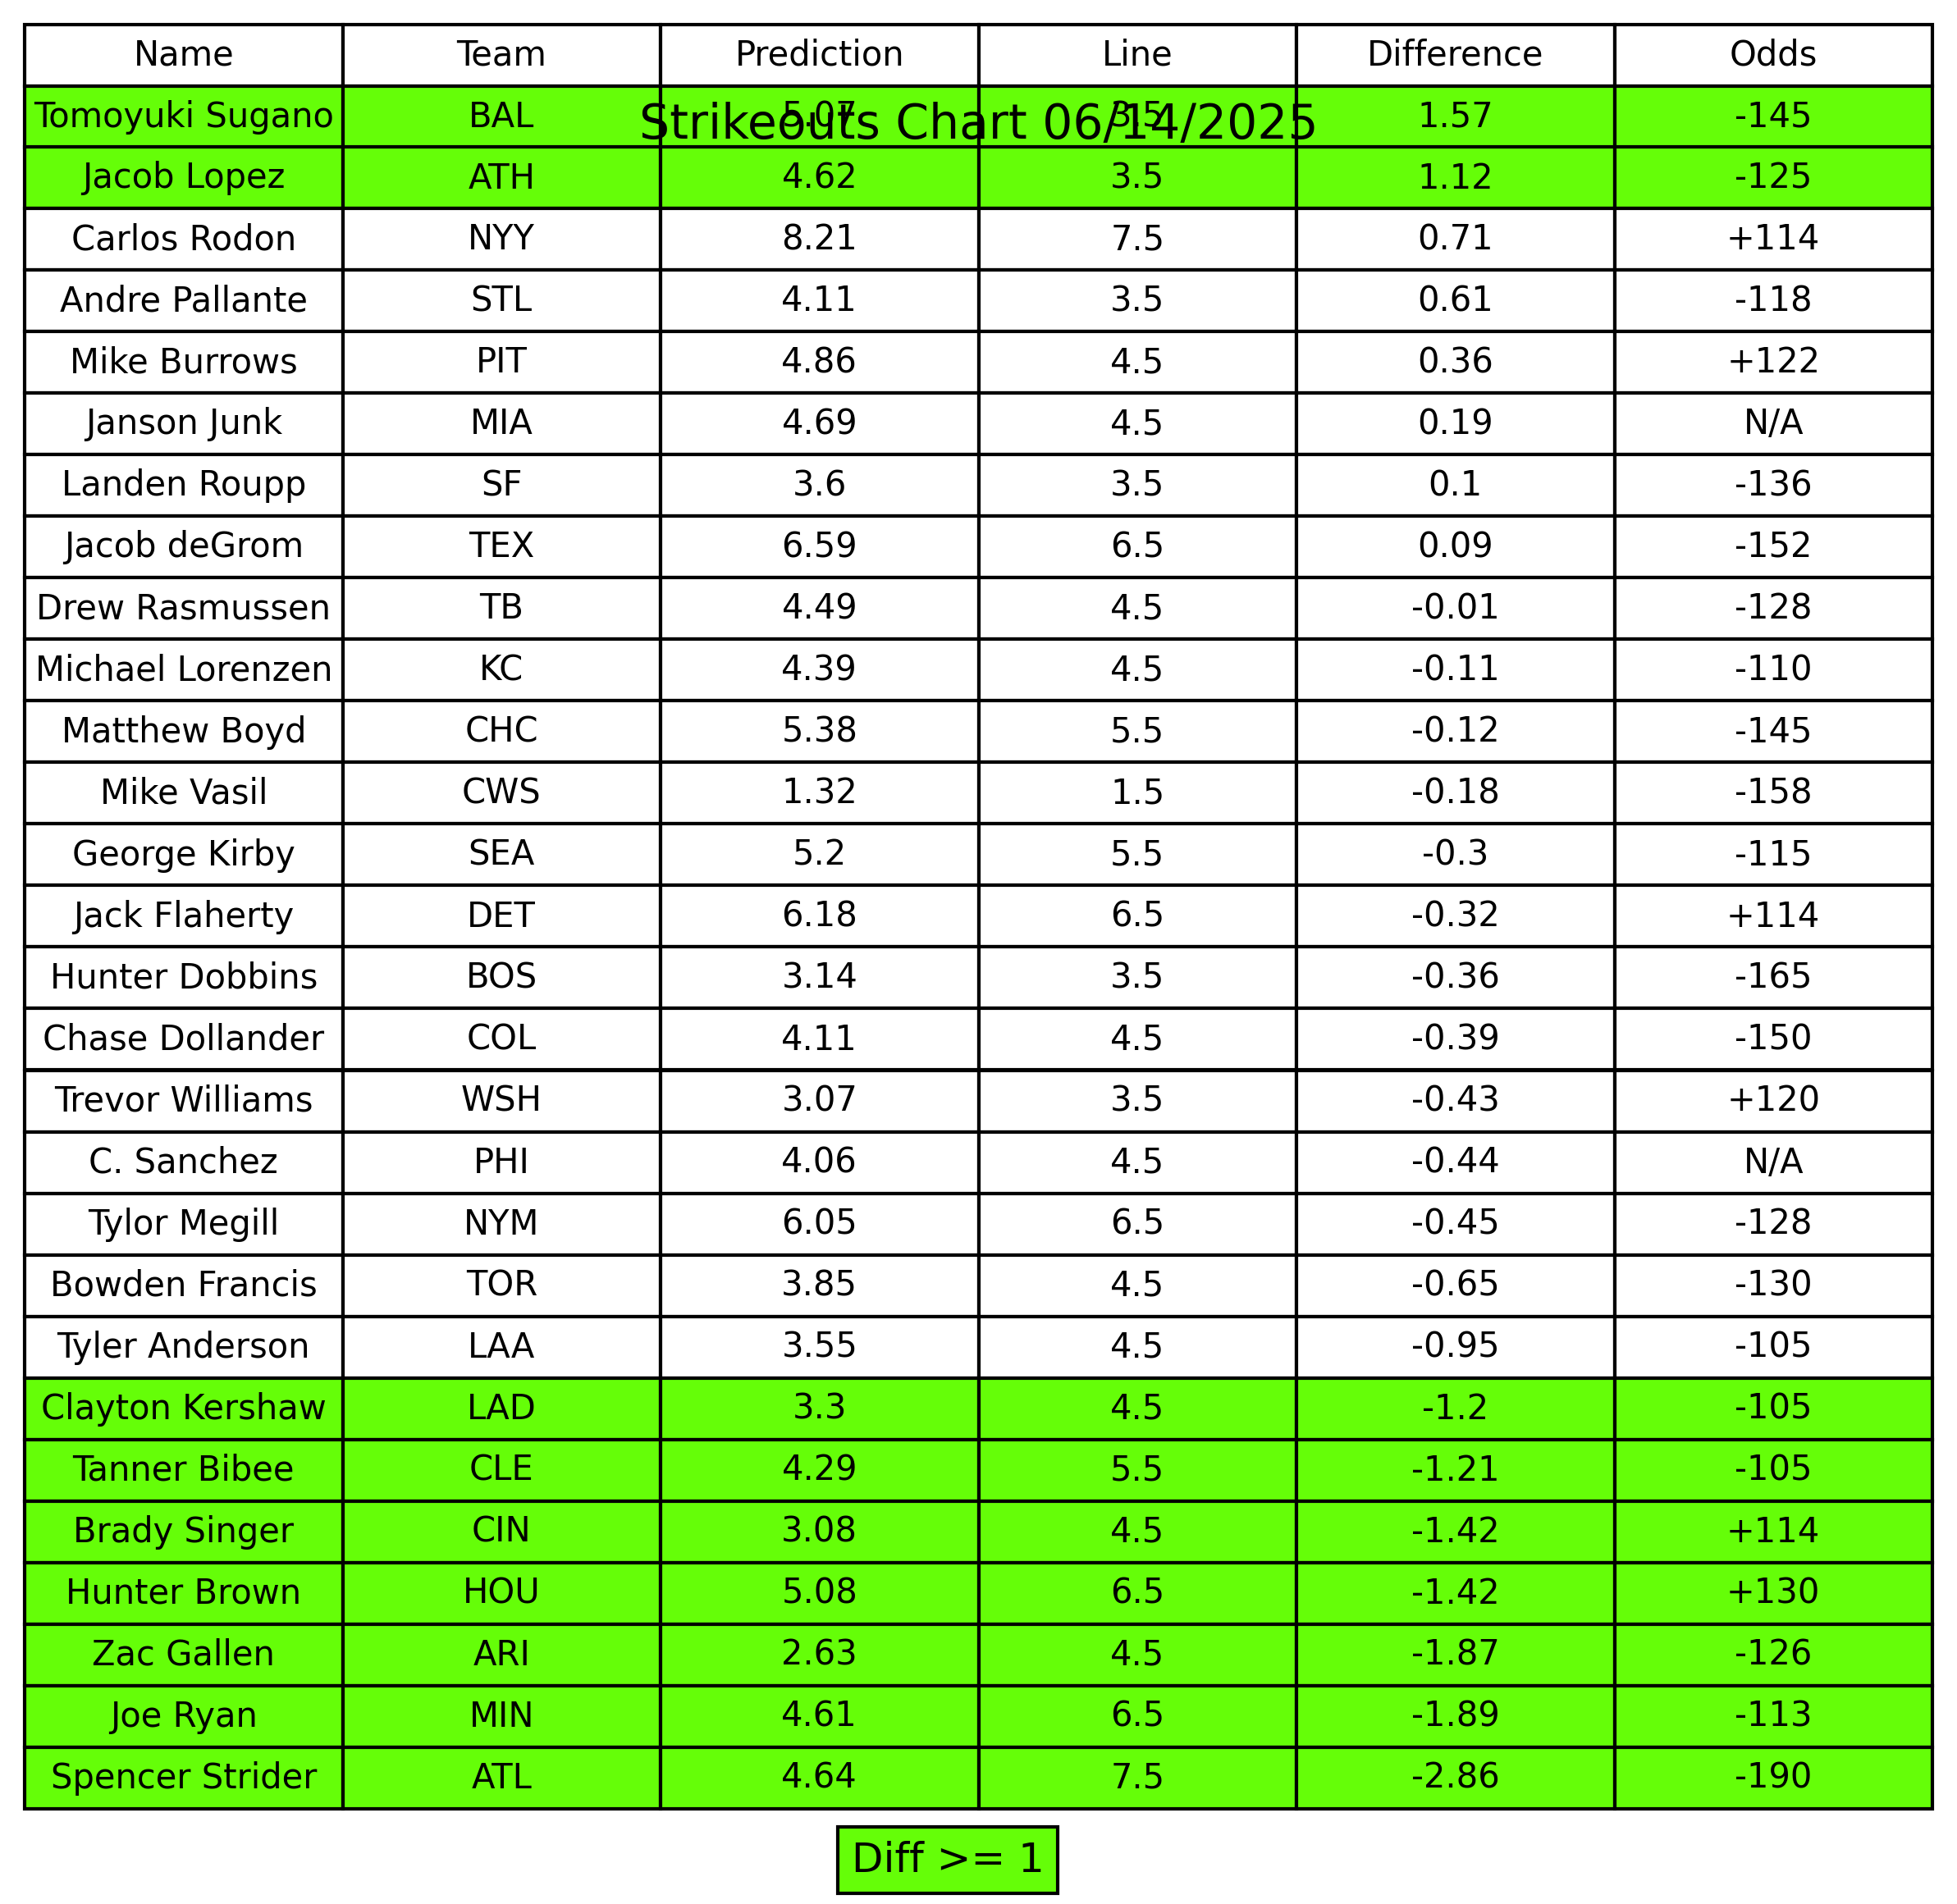 Name Team Prediction Line Difference Odds
Tomoyuki Sugano BAL 5.07 3.5 1.57 -145
Strikeouts Chart 06/14/2025
Jacob Lopez ATH 4.62 3.5 1.12 -125
Carlos Rodon NYY 8.21 7.5 0.71 +114
Andre Pallante STL 4.11 3.5 0.61 -118
Mike Burrows PIT 4.86 4.5 0.36 +122
Janson Junk MIA 4.69 4.5 0.19 N/A
Landen Roupp SF 3.6 3.5 0.1 -136
Jacob deGrom TEX 6.59 6.5 0.09 -152
Drew Rasmussen TB 4.49 4.5 -0.01 -128
Michael Lorenzen KC 4.39 4.5 -0.11 -110
Matthew Boyd CHC 5.38 5.5 -0.12 -145
Mike Vasil CWS 1.32 1.5 -0.18 -158
George Kirby SEA 5.2 5.5 -0.3 -115
Jack Flaherty DET 6.18 6.5 -0.32 +114
Hunter Dobbins BOS 3.14 3.5 -0.36 -165
Chase Dollander COL 4.11 4.5 -0.39 -150
Trevor Williams WSH 3.07 3.5 -0.43 +120
C. Sanchez PHI 4.06 4.5 -0.44 N/A
Tylor Megill NYM 6.05 6.5 -0.45 -128
Bowden Francis TOR 3.85 4.5 -0.65 -130
Tyler Anderson LAA 3.55 4.5 -0.95 -105
Clayton Kershaw LAD 3.3 4.5 -1.2 -105
Tanner Bibee CLE 4.29 5.5 -1.21 -105
Brady Singer CIN 3.08 4.5 -1.42 +114
Hunter Brown HOU 5.08 6.5 -1.42 +130
Zac Gallen ARI 2.63 4.5 -1.87 -126
Joe Ryan MIN 4.61 6.5 -1.89 -113
Spencer Strider ATL 4.64 7.5 -2.86 -190
Diff >= 1